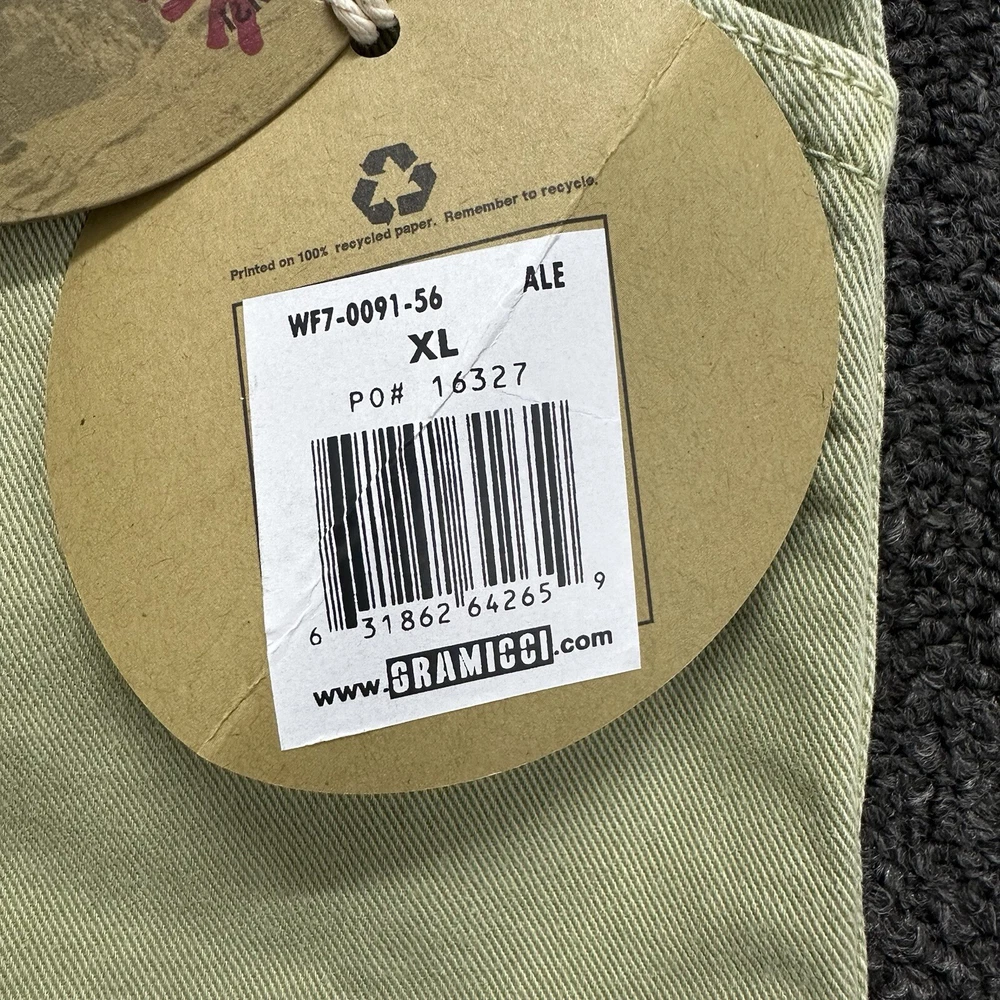 Printed on 100% recycled paper. Remember to recycle.
WF7-0091-56 ALE
XL
PO# 16327
6 31862 64265 9
www.GRAMICCI.com